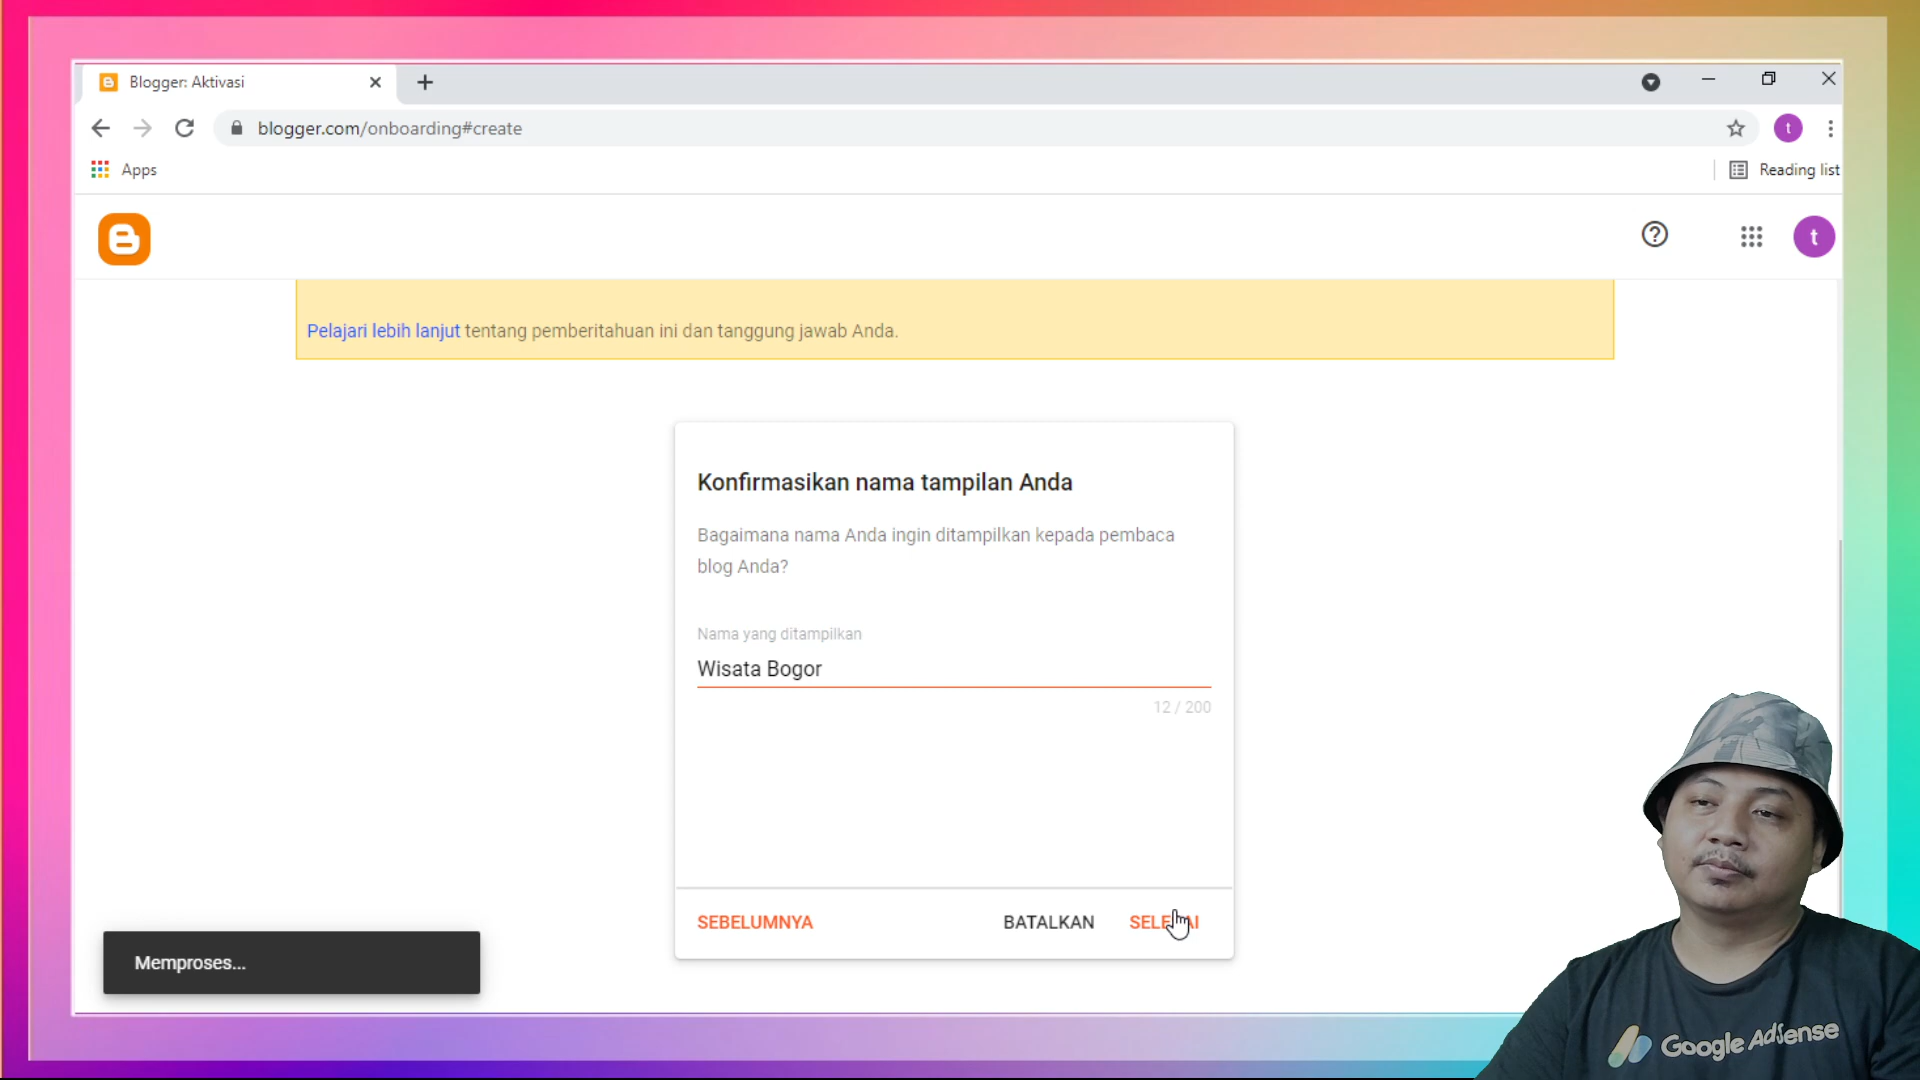 Blogger: Aktivasi
blogger.com/onboarding#create
t
Apps
Reading list
t
Pelajari lebih lanjut tentang pemberitahuan ini dan tanggung jawab Anda.
Konfirmasikan nama tampilan Anda
Bagaimana nama Anda ingin ditampilkan kepada pembaca
blog Anda?
Nama yang ditampilkan
Wisata Bogor
12 / 200
SEBELUMNYA
BATALKAN
SELESAI
Memproses...
Google AdSense